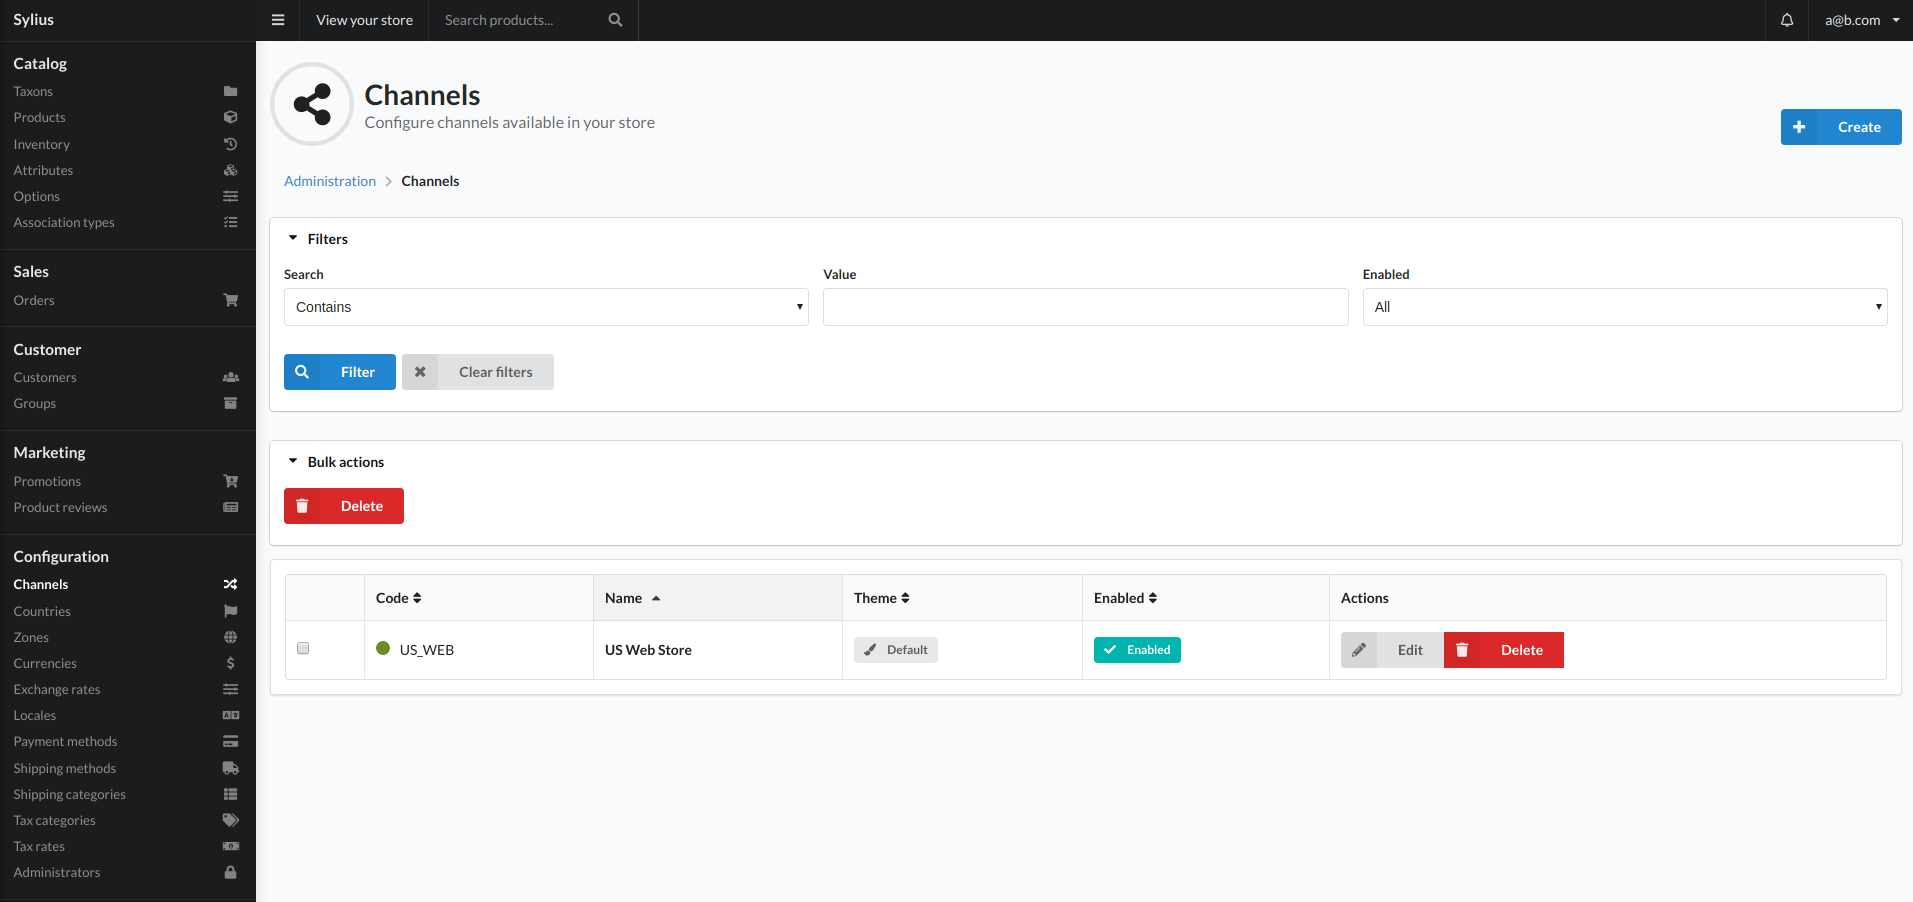 Sylius
View your store
Search products...
a@b.com
Catalog
Taxons
Products
Inventory
Attributes
Options
Association types
Sales
Orders
Customer
Customers
Groups
Marketing
Promotions
Product reviews
Configuration
Channels
Countries
Zones
Currencies
Exchange rates
Locales
Payment methods
Shipping methods
Shipping categories
Tax categories
Tax rates
Administrators
Channels
Configure channels available in your store
Create
Administration > Channels
Filters
Search Value Enabled
Contains All
Filter Clear filters
Bulk actions
Delete
Code Name Theme Enabled Actions
US_WEB US Web Store Default Enabled Edit Delete